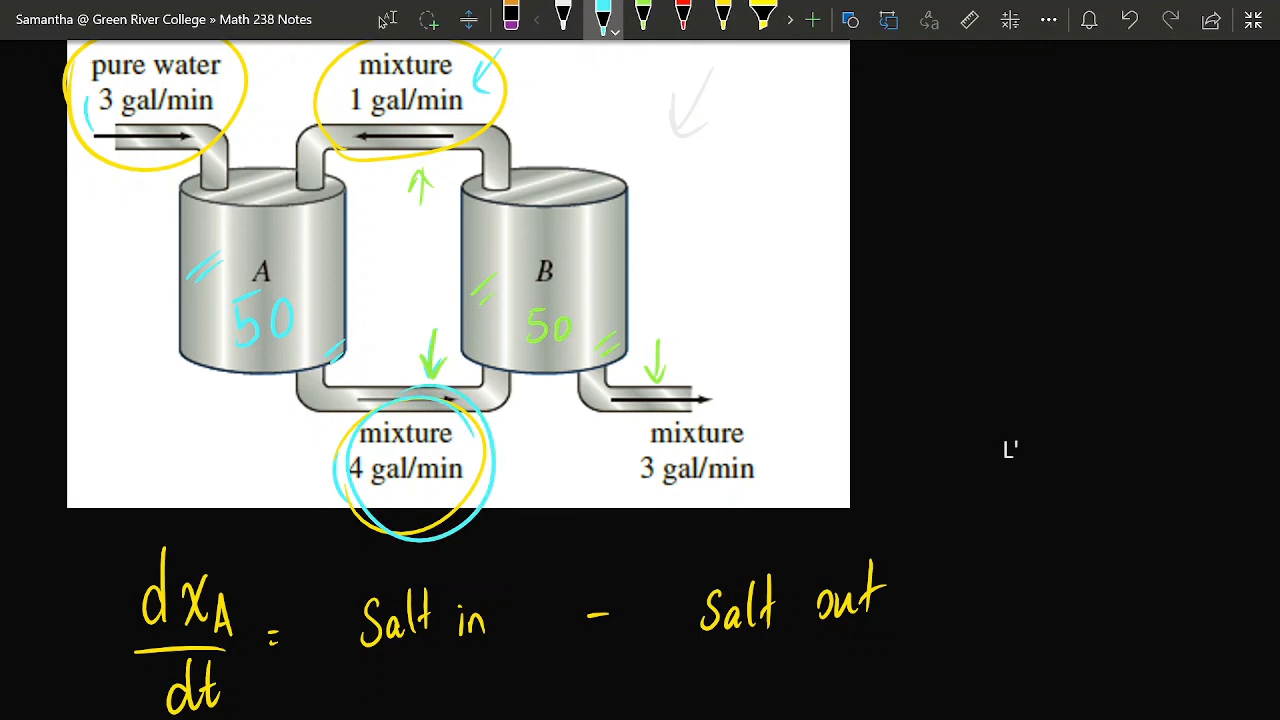 Samantha @ Green River College » Math 238 Notes
pure water
3 gal/min
mixture
1 gal/min
A
50
B
50
mixture
4 gal/min
mixture
3 gal/min
L'
dxA/dt = Salt in - Salt out